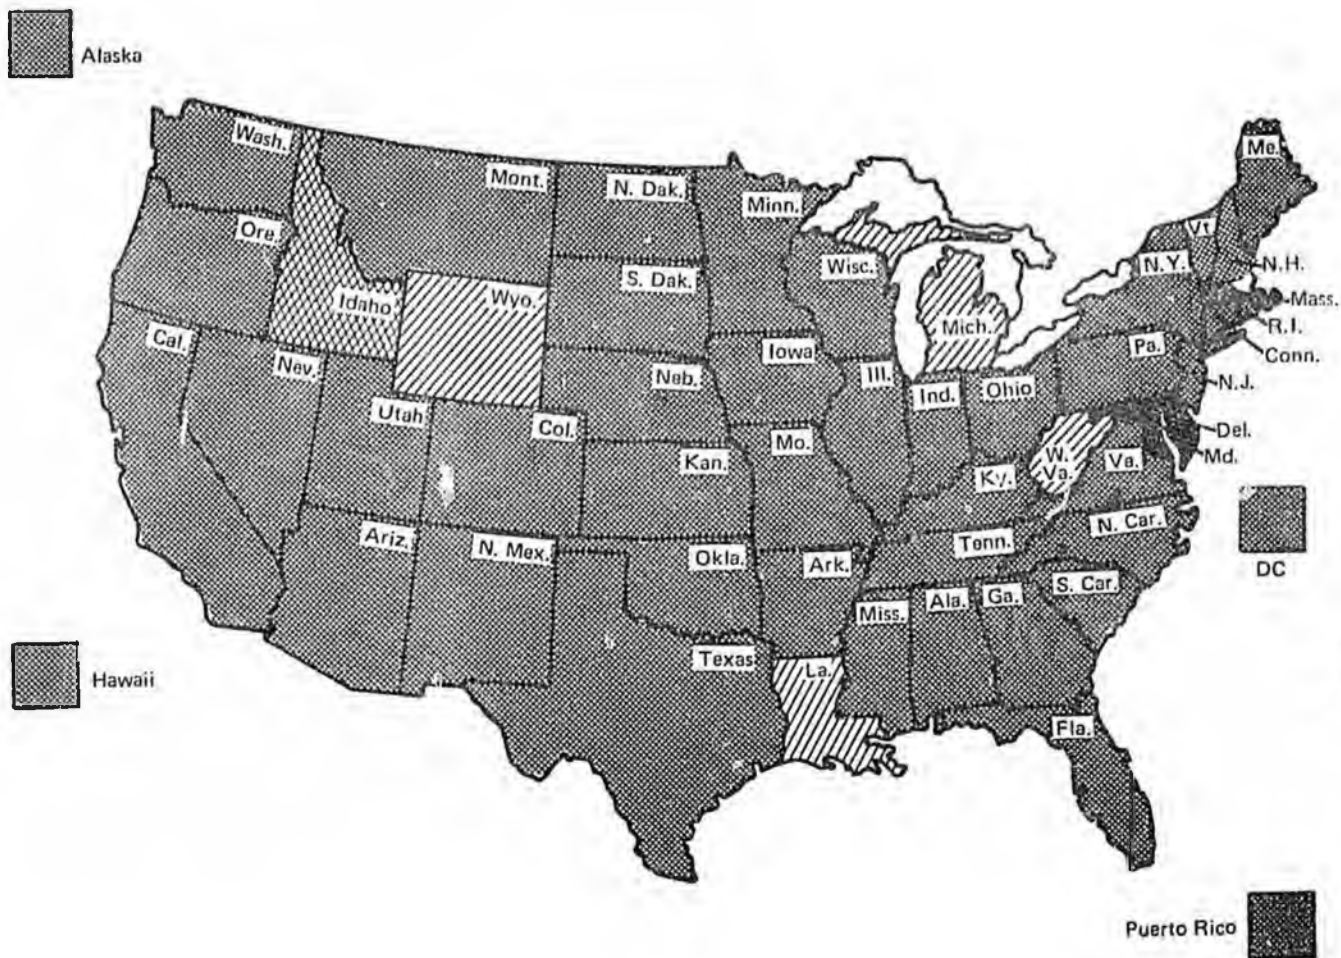 Alaska
Wash.
Mont.
N. Dak.
Minn.
Me.
Ore.
Idaho
Wyo.
S. Dak.
Wisc.
Mich.
Vt.
N.Y.
N.H.
Mass.
R.I.
Conn.
Cal.
Nev.
Utah
Col.
Neb.
Iowa
Ill.
Ind.
Ohio
Pa.
N.J.
Del.
Md.
Kan.
Mo.
Ky.
W.
Va.
Va.
DC
Ariz.
N. Mex.
Okla.
Ark.
Tenn.
N. Car.
S. Car.
Miss.
Ala.
Ga.
Hawaii
Texas
La.
Fla.
Puerto Rico